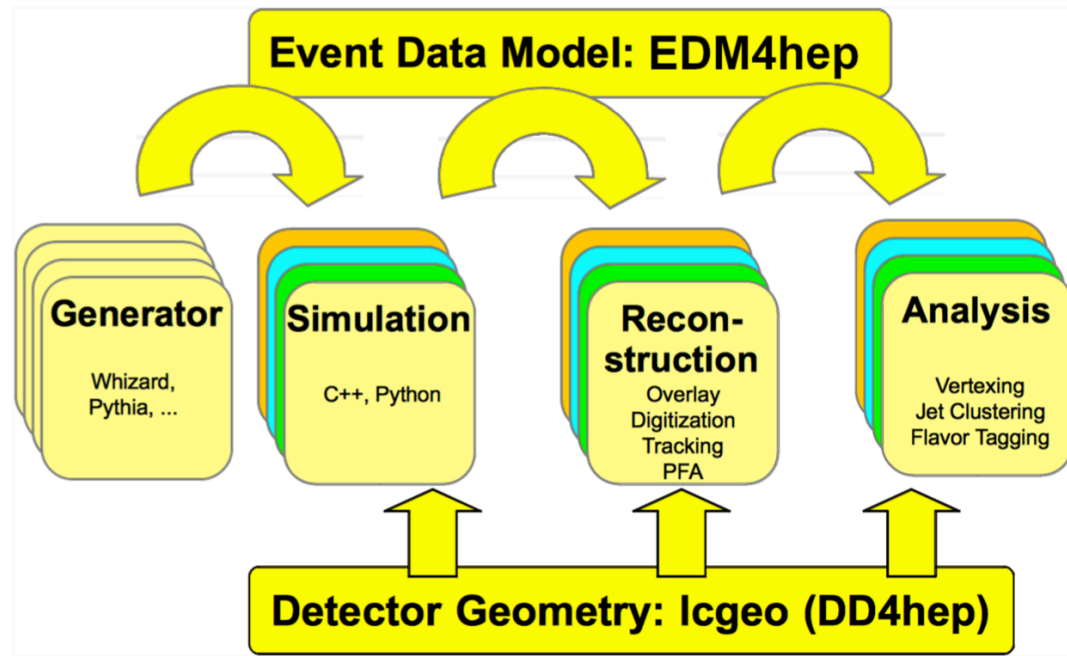 Event Data Model: EDM4hep
Generator
Whizard,
Pythia, ...
Simulation
C++, Python
Recon-
struction
Overlay
Digitization
Tracking
PFA
Analysis
Vertexing
Jet Clustering
Flavor Tagging
Detector Geometry: lcgeo (DD4hep)